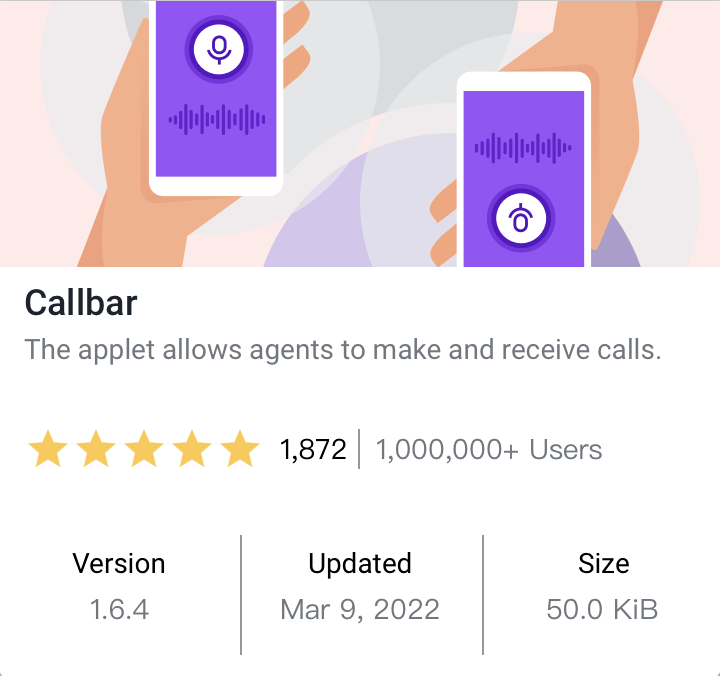 Callbar
The applet allows agents to make and receive calls.
1,872 1,000,000+ Users
Version Updated Size
1.6.4 Mar 9, 2022 50.0 KiB